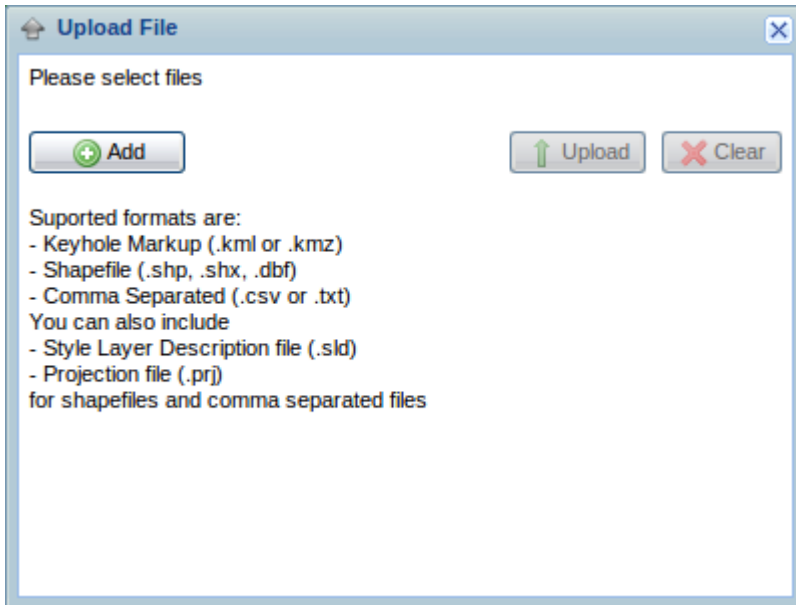 Upload File
Please select files
Add
Upload
Clear
Suported formats are:
- Keyhole Markup (.kml or .kmz)
- Shapefile (.shp, .shx, .dbf)
- Comma Separated (.csv or .txt)
You can also include
- Style Layer Description file (.sld)
- Projection file (.prj)
for shapefiles and comma separated files